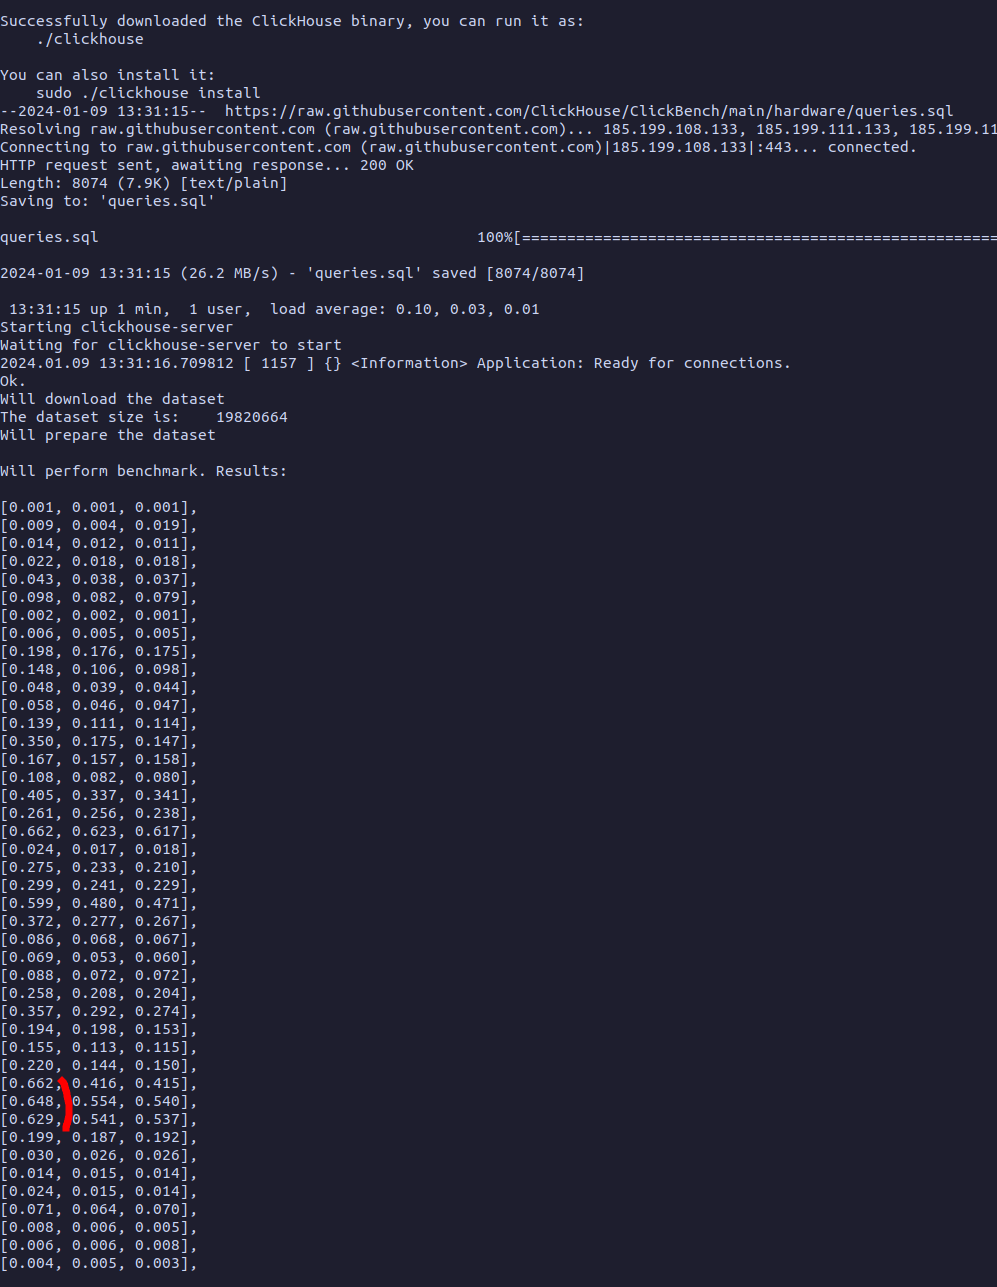 Successfully downloaded the ClickHouse binary, you can run it as:
./clickhouse
You can also install it:
sudo ./clickhouse install
--2024-01-09 13:31:15--  https://raw.githubusercontent.com/ClickHouse/ClickBench/main/hardware/queries.sql
Resolving raw.githubusercontent.com (raw.githubusercontent.com)... 185.199.108.133, 185.199.111.133, 185.199.11
Connecting to raw.githubusercontent.com (raw.githubusercontent.com)|185.199.108.133|:443... connected.
HTTP request sent, awaiting response... 200 OK
Length: 8074 (7.9K) [text/plain]
Saving to: 'queries.sql'
queries.sql 100%[=====================================================
2024-01-09 13:31:15 (26.2 MB/s) - 'queries.sql' saved [8074/8074]
13:31:15 up 1 min,  1 user,  load average: 0.10, 0.03, 0.01
Starting clickhouse-server
Waiting for clickhouse-server to start
2024.01.09 13:31:16.709812 [ 1157 ] {} <Information> Application: Ready for connections.
Ok.
Will download the dataset
The dataset size is:    19820664
Will prepare the dataset
Will perform benchmark. Results:
[0.001, 0.001, 0.001],
[0.009, 0.004, 0.019],
[0.014, 0.012, 0.011],
[0.022, 0.018, 0.018],
[0.043, 0.038, 0.037],
[0.098, 0.082, 0.079],
[0.002, 0.002, 0.001],
[0.006, 0.005, 0.005],
[0.198, 0.176, 0.175],
[0.148, 0.106, 0.098],
[0.048, 0.039, 0.044],
[0.058, 0.046, 0.047],
[0.139, 0.111, 0.114],
[0.350, 0.175, 0.147],
[0.167, 0.157, 0.158],
[0.108, 0.082, 0.080],
[0.405, 0.337, 0.341],
[0.261, 0.256, 0.238],
[0.662, 0.623, 0.617],
[0.024, 0.017, 0.018],
[0.275, 0.233, 0.210],
[0.299, 0.241, 0.229],
[0.599, 0.480, 0.471],
[0.372, 0.277, 0.267],
[0.086, 0.068, 0.067],
[0.069, 0.053, 0.060],
[0.088, 0.072, 0.072],
[0.258, 0.208, 0.204],
[0.357, 0.292, 0.274],
[0.194, 0.198, 0.153],
[0.155, 0.113, 0.115],
[0.220, 0.144, 0.150],
[0.662, 0.416, 0.415],
[0.648, 0.554, 0.540],
[0.629, 0.541, 0.537],
[0.199, 0.187, 0.192],
[0.030, 0.026, 0.026],
[0.014, 0.015, 0.014],
[0.024, 0.015, 0.014],
[0.071, 0.064, 0.070],
[0.008, 0.006, 0.005],
[0.006, 0.006, 0.008],
[0.004, 0.005, 0.003],